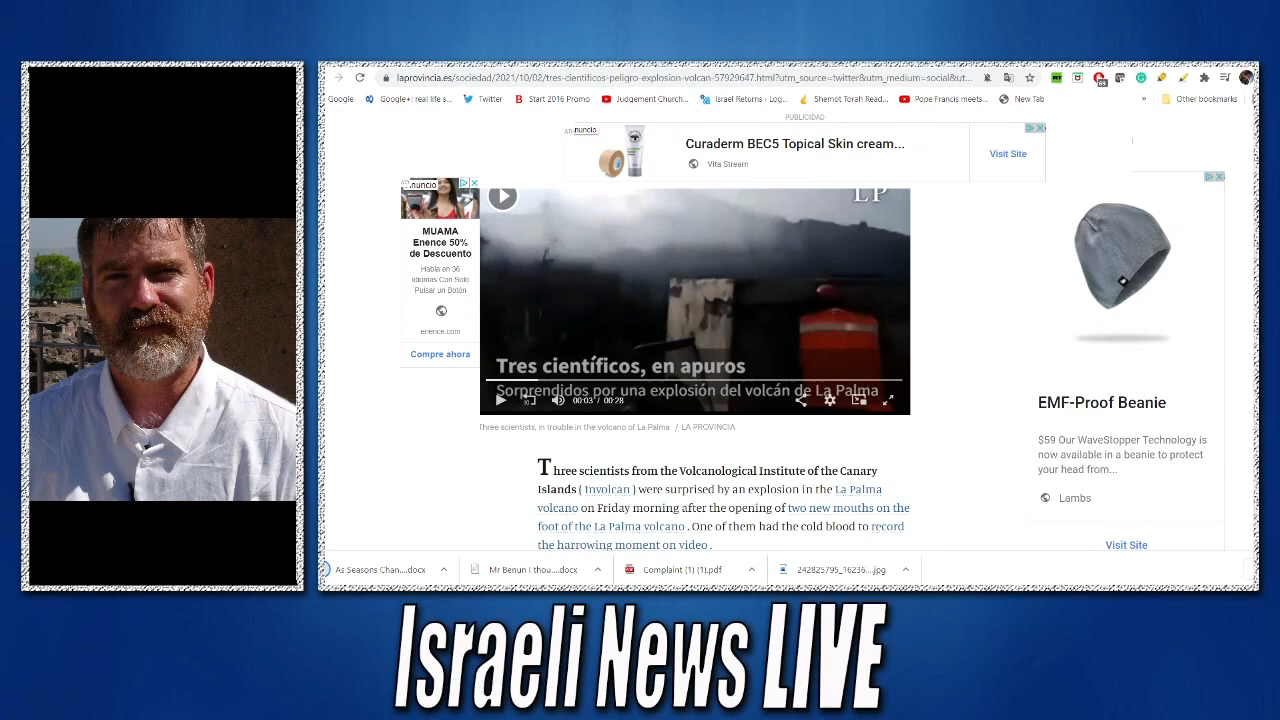 laprovincia.es/sociedad/2021/10/02/tres-cientificos-peligro-explosion-volcan-57929647.html?utm_source=twitter&utm_medium=social&ut...
Google
Google+: real life s...
Twitter
Start 2016 Promo
Judgement Church...
Israel Returns · Log...
Shemot Torah Read...
Pope Francis meets...
New Tab
»
Other bookmarks
PUBLICIDAD
nuncio
Curaderm BEC5 Topical Skin cream...
Vita Stream
Visit Site
nuncio
MUAMA
Enence 50%
de Descuento
Habla en 36
idiomas Con Solo
Pulsar un Botón
enence.com
Compre ahora
LP
Tres científicos, en apuros
Sorprendidos por una explosión del volcán de La Palma
00:03 / 00:28
Three scientists, in trouble in the volcano of La Palma / LA PROVINCIA
Three scientists from the Volcanological Institute of the Canary
Islands ( Involcan ) were surprised by an explosion in the La Palma
volcano on Friday morning after the opening of two new mouths on the
foot of the La Palma volcano . One of them had the cold blood to record
the harrowing moment on video .
EMF-Proof Beanie
$59 Our WaveStopper Technology is
now available in a beanie to protect
your head from...
Lambs
Visit Site
As Seasons Chan....docx
Mr Benun I thou....docx
Complaint (1) (1).pdf
242825795_16236....jpg
Israeli News LIVE